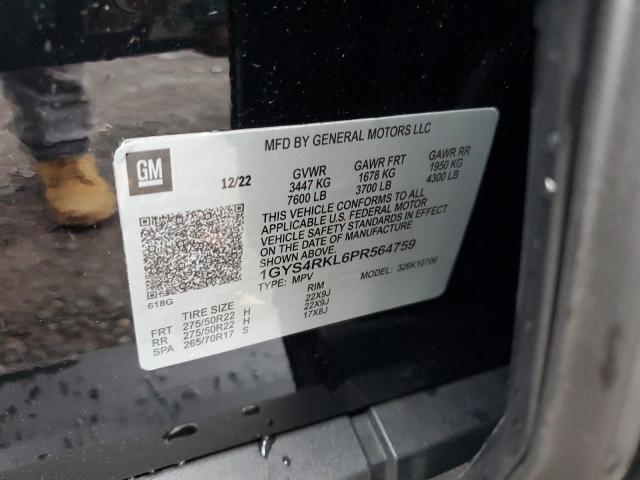 MFD BY GENERAL MOTORS LLC
GM
12/22
GVWR GAWR FRT GAWR RR
3447 KG 1678 KG 1950 KG
7600 LB 3700 LB 4300 LB
THIS VEHICLE CONFORMS TO ALL
APPLICABLE U.S. FEDERAL MOTOR
VEHICLE SAFETY STANDARDS IN EFFECT
ON THE DATE OF MANUFACTURE
SHOWN ABOVE.
1GYS4RKL6PR564759
TYPE: MPV MODEL: 326K10706
618G
TIRE SIZE RIM
FRT 275/50R22 H 22X9J
RR 275/50R22 H 22X9J
SPA 265/70R17 S 17X8J